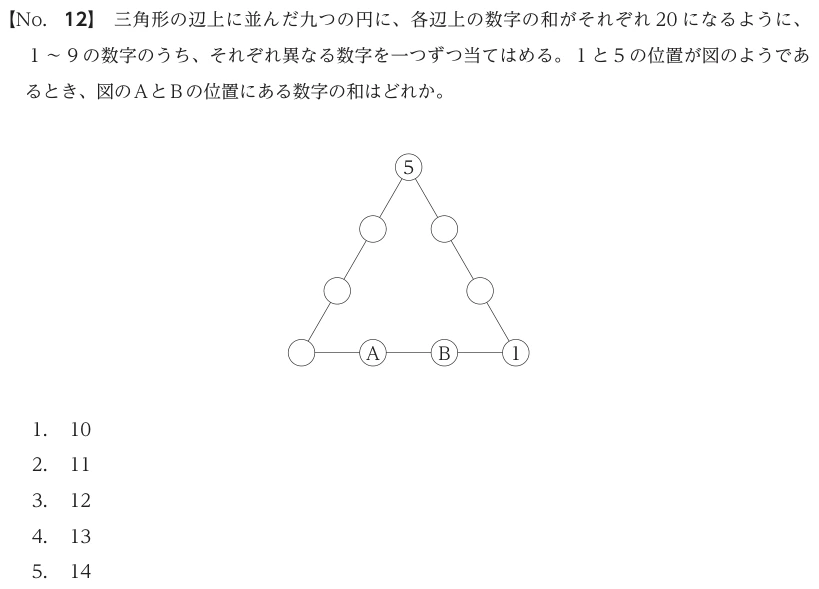 【No. 12】 三角形の辺上に並んだ九つの円に、各辺上の数字の和がそれぞれ 20 になるように、
1 ~ 9 の数字のうち、それぞれ異なる数字を一つずつ当てはめる。1 と 5 の位置が図のようであ
るとき、図のAとBの位置にある数字の和はどれか。
5
A B 1
1. 10
2. 11
3. 12
4. 13
5. 14